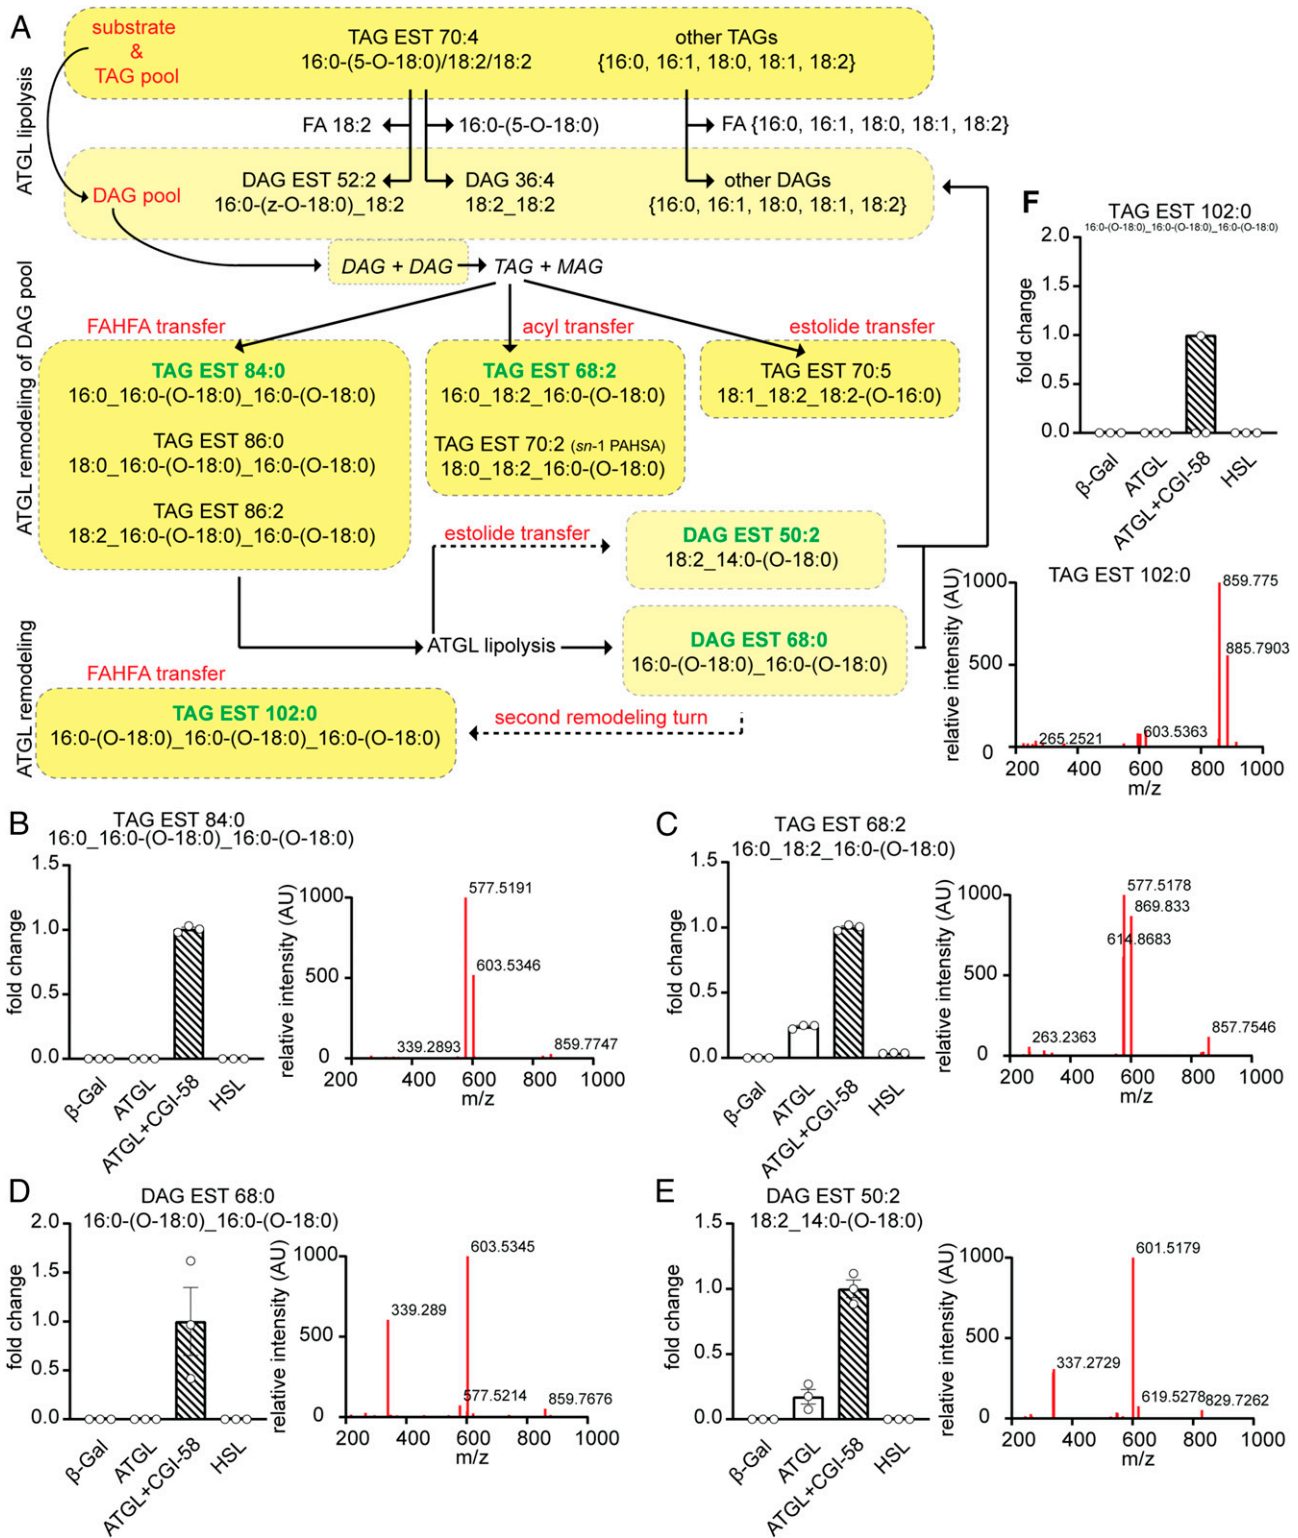 A
substrate
&
TAG pool
TAG EST 70:4
16:0-(5-O-18:0)/18:2/18:2
other TAGs
{16:0, 16:1, 18:0, 18:1, 18:2}
ATGL lipolysis
FA 18:2
16:0-(5-O-18:0)
FA {16:0, 16:1, 18:0, 18:1, 18:2}
DAG pool
DAG EST 52:2
16:0-(z-O-18:0)_18:2
DAG 36:4
18:2_18:2
other DAGs
{16:0, 16:1, 18:0, 18:1, 18:2}
DAG + DAG
TAG + MAG
ATGL remodeling of DAG pool
FAHFA transfer
acyl transfer
estolide transfer
TAG EST 84:0
16:0_16:0-(O-18:0)_16:0-(O-18:0)
TAG EST 86:0
18:0_16:0-(O-18:0)_16:0-(O-18:0)
TAG EST 86:2
18:2_16:0-(O-18:0)_16:0-(O-18:0)
TAG EST 68:2
16:0_18:2_16:0-(O-18:0)
TAG EST 70:2 (sn-1 PAHSA)
18:0_18:2_16:0-(O-18:0)
TAG EST 70:5
18:1_18:2_18:2-(O-16:0)
estolide transfer
DAG EST 50:2
18:2_14:0-(O-18:0)
ATGL lipolysis
DAG EST 68:0
16:0-(O-18:0)_16:0-(O-18:0)
ATGL remodeling
FAHFA transfer
TAG EST 102:0
16:0-(O-18:0)_16:0-(O-18:0)_16:0-(O-18:0)
second remodeling turn
F
TAG EST 102:0
16:0-(O-18:0)_16:0-(O-18:0)_16:0-(O-18:0)
fold change
2.0
1.5
1.0
0.5
0.0
β-Gal
ATGL
ATGL+CGI-58
HSL
TAG EST 102:0
relative intensity (AU)
1000
500
0
859.775
885.7903
265.2521
603.5363
200 400 600 800 1000
m/z
B
TAG EST 84:0
16:0_16:0-(O-18:0)_16:0-(O-18:0)
fold change
1.5
1.0
0.5
0.0
β-Gal
ATGL
ATGL+CGI-58
HSL
relative intensity (AU)
1000
500
0
577.5191
603.5346
339.2893
859.7747
200 400 600 800 1000
m/z
C
TAG EST 68:2
16:0_18:2_16:0-(O-18:0)
fold change
1.5
1.0
0.5
0.0
β-Gal
ATGL
ATGL+CGI-58
HSL
relative intensity (AU)
1000
500
0
577.5178
869.833
614.8683
263.2363
857.7546
200 400 600 800 1000
m/z
D
DAG EST 68:0
16:0-(O-18:0)_16:0-(O-18:0)
fold change
2.0
1.5
1.0
0.5
0.0
β-Gal
ATGL
ATGL+CGI-58
HSL
relative intensity (AU)
1000
500
0
603.5345
339.289
577.5214
859.7676
200 400 600 800 1000
m/z
E
DAG EST 50:2
18:2_14:0-(O-18:0)
fold change
1.5
1.0
0.5
0.0
β-Gal
ATGL
ATGL+CGI-58
HSL
relative intensity (AU)
1000
500
0
601.5179
337.2729
619.5278
829.7262
200 400 600 800 1000
m/z